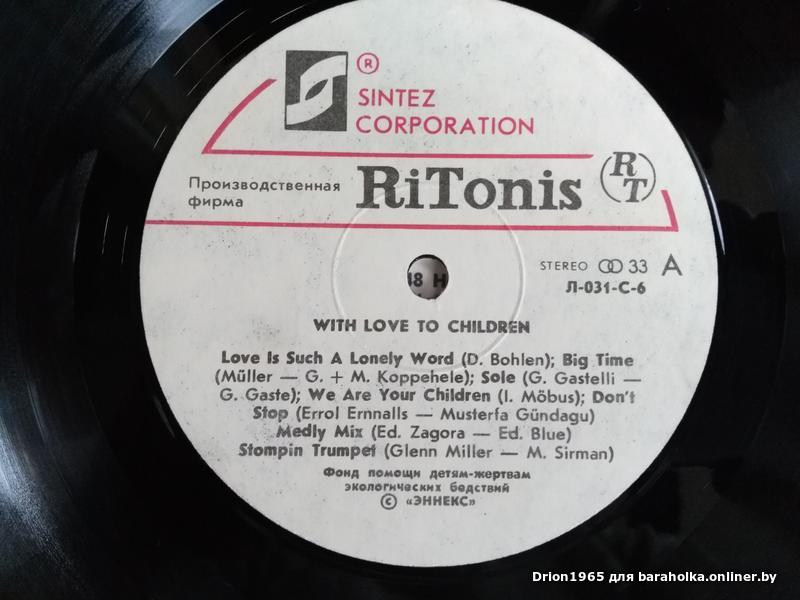 ®
SINTEZ
CORPORATION
Производственная
фирма
RiTonis
RT
STEREO 33 A
Л-031-С-6
18 H
WITH LOVE TO CHILDREN
Love Is Such A Lonely Word (D. Bohlen); Big Time
(Müller — G. + M. Koppehele); Sole (G. Gastelli —
G. Gaste); We Are Your Children (I. Möbus); Don't
Stop (Errol Ernnalls — Musterfa Gündagu)
Medly Mix (Ed. Zagora — Ed. Blue)
Stompin Trumpet (Glenn Miller — M. Sirman)
Фонд помощи детям-жертвам
экологических бедствий
© «ЭННЕКС»
Drion1965 для baraholka.onliner.by